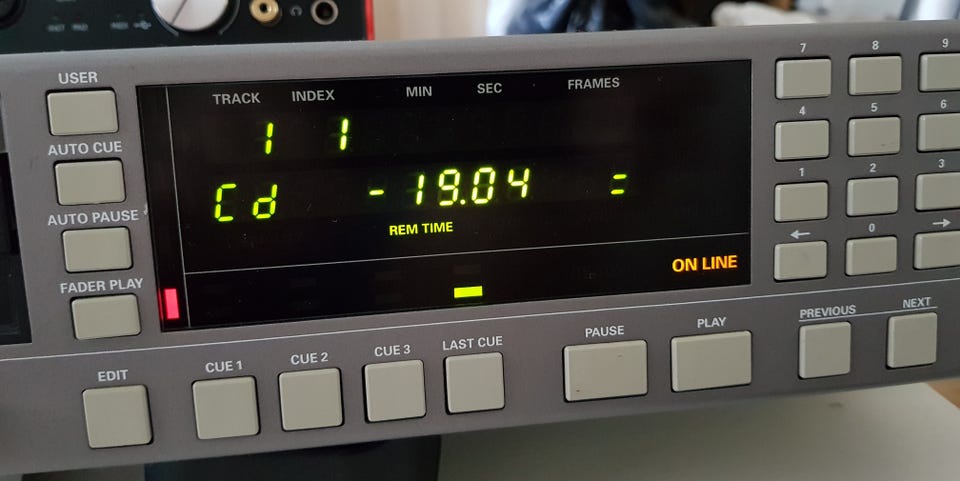 7 8 9
USER
TRACK INDEX MIN SEC FRAMES
1 1
4 5 6
AUTO CUE
Cd -19.04 =
1 2 3
AUTO PAUSE
REM TIME
← 0 →
ON LINE
FADER PLAY
PREVIOUS NEXT
PAUSE PLAY
EDIT CUE 1 CUE 2 CUE 3 LAST CUE